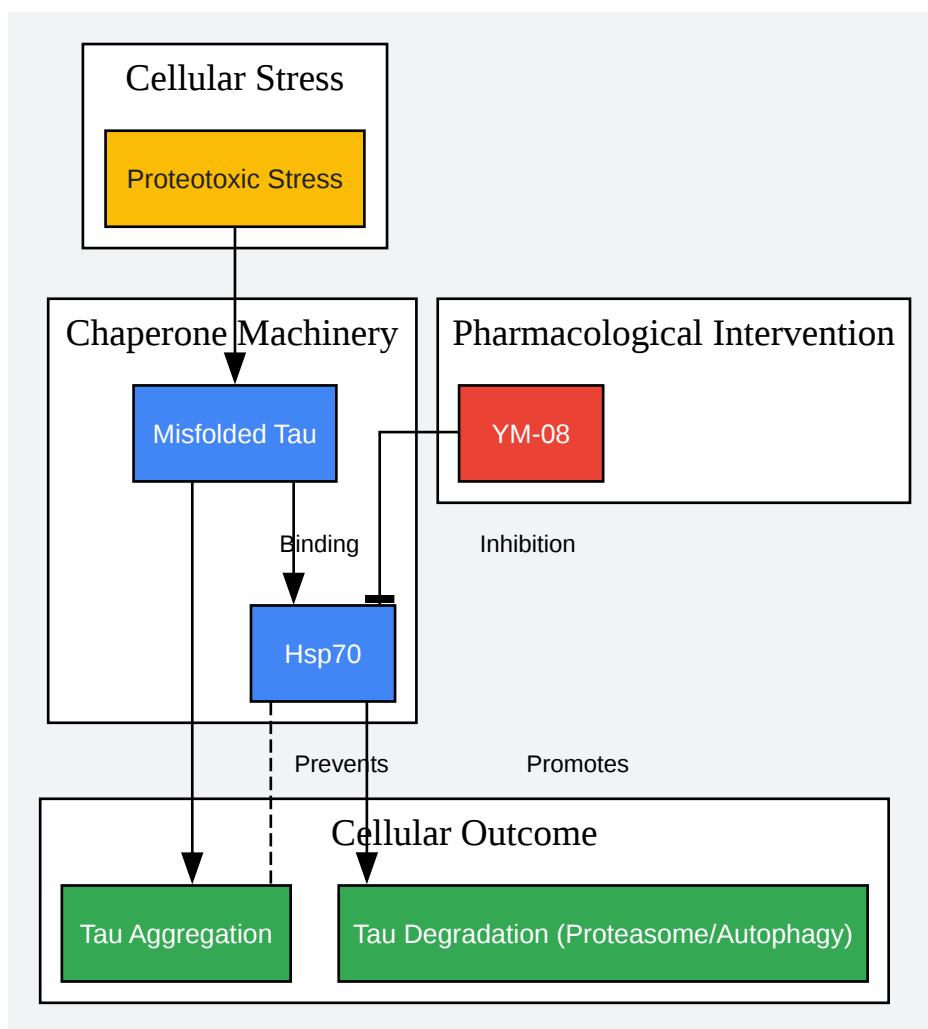 Cellular Stress
Proteotoxic Stress
Chaperone Machinery
Pharmacological Intervention
Misfolded Tau
YM-08
Binding
Inhibition
Hsp70
Prevents
Promotes
Cellular Outcome
Tau Aggregation
Tau Degradation (Proteasome/Autophagy)